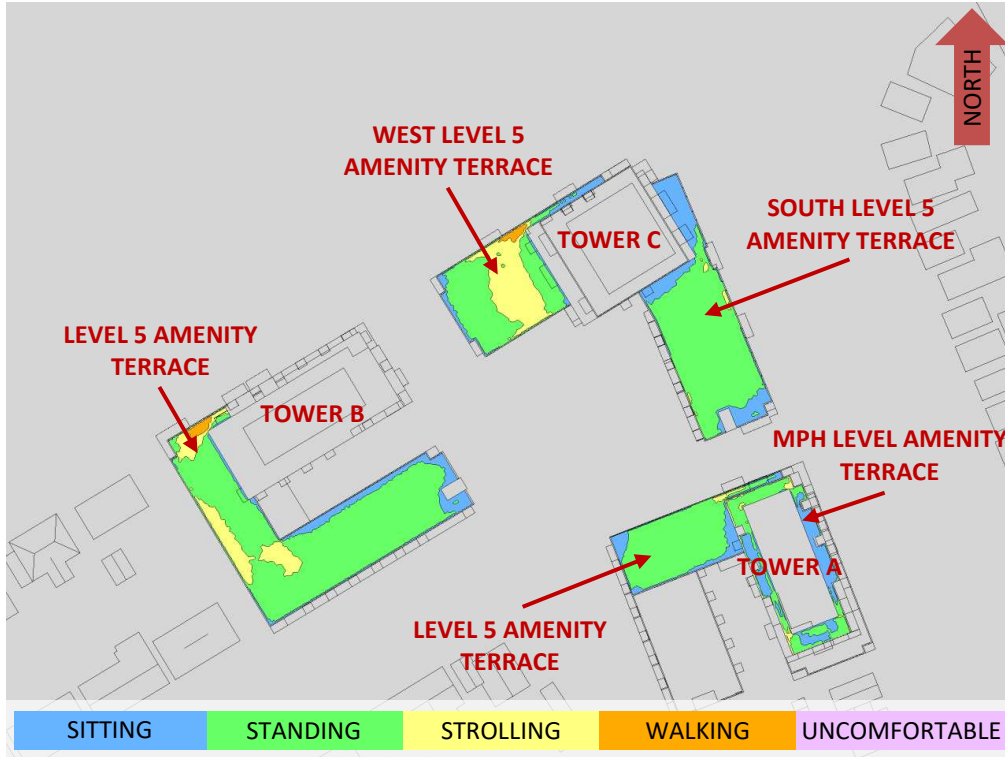 NORTH
WEST LEVEL 5
AMENITY TERRACE
SOUTH LEVEL 5
AMENITY TERRACE
TOWER C
LEVEL 5 AMENITY
TERRACE
TOWER B
MPH LEVEL AMENITY
TERRACE
TOWER A
LEVEL 5 AMENITY
TERRACE
SITTING STANDING STROLLING WALKING UNCOMFORTABLE